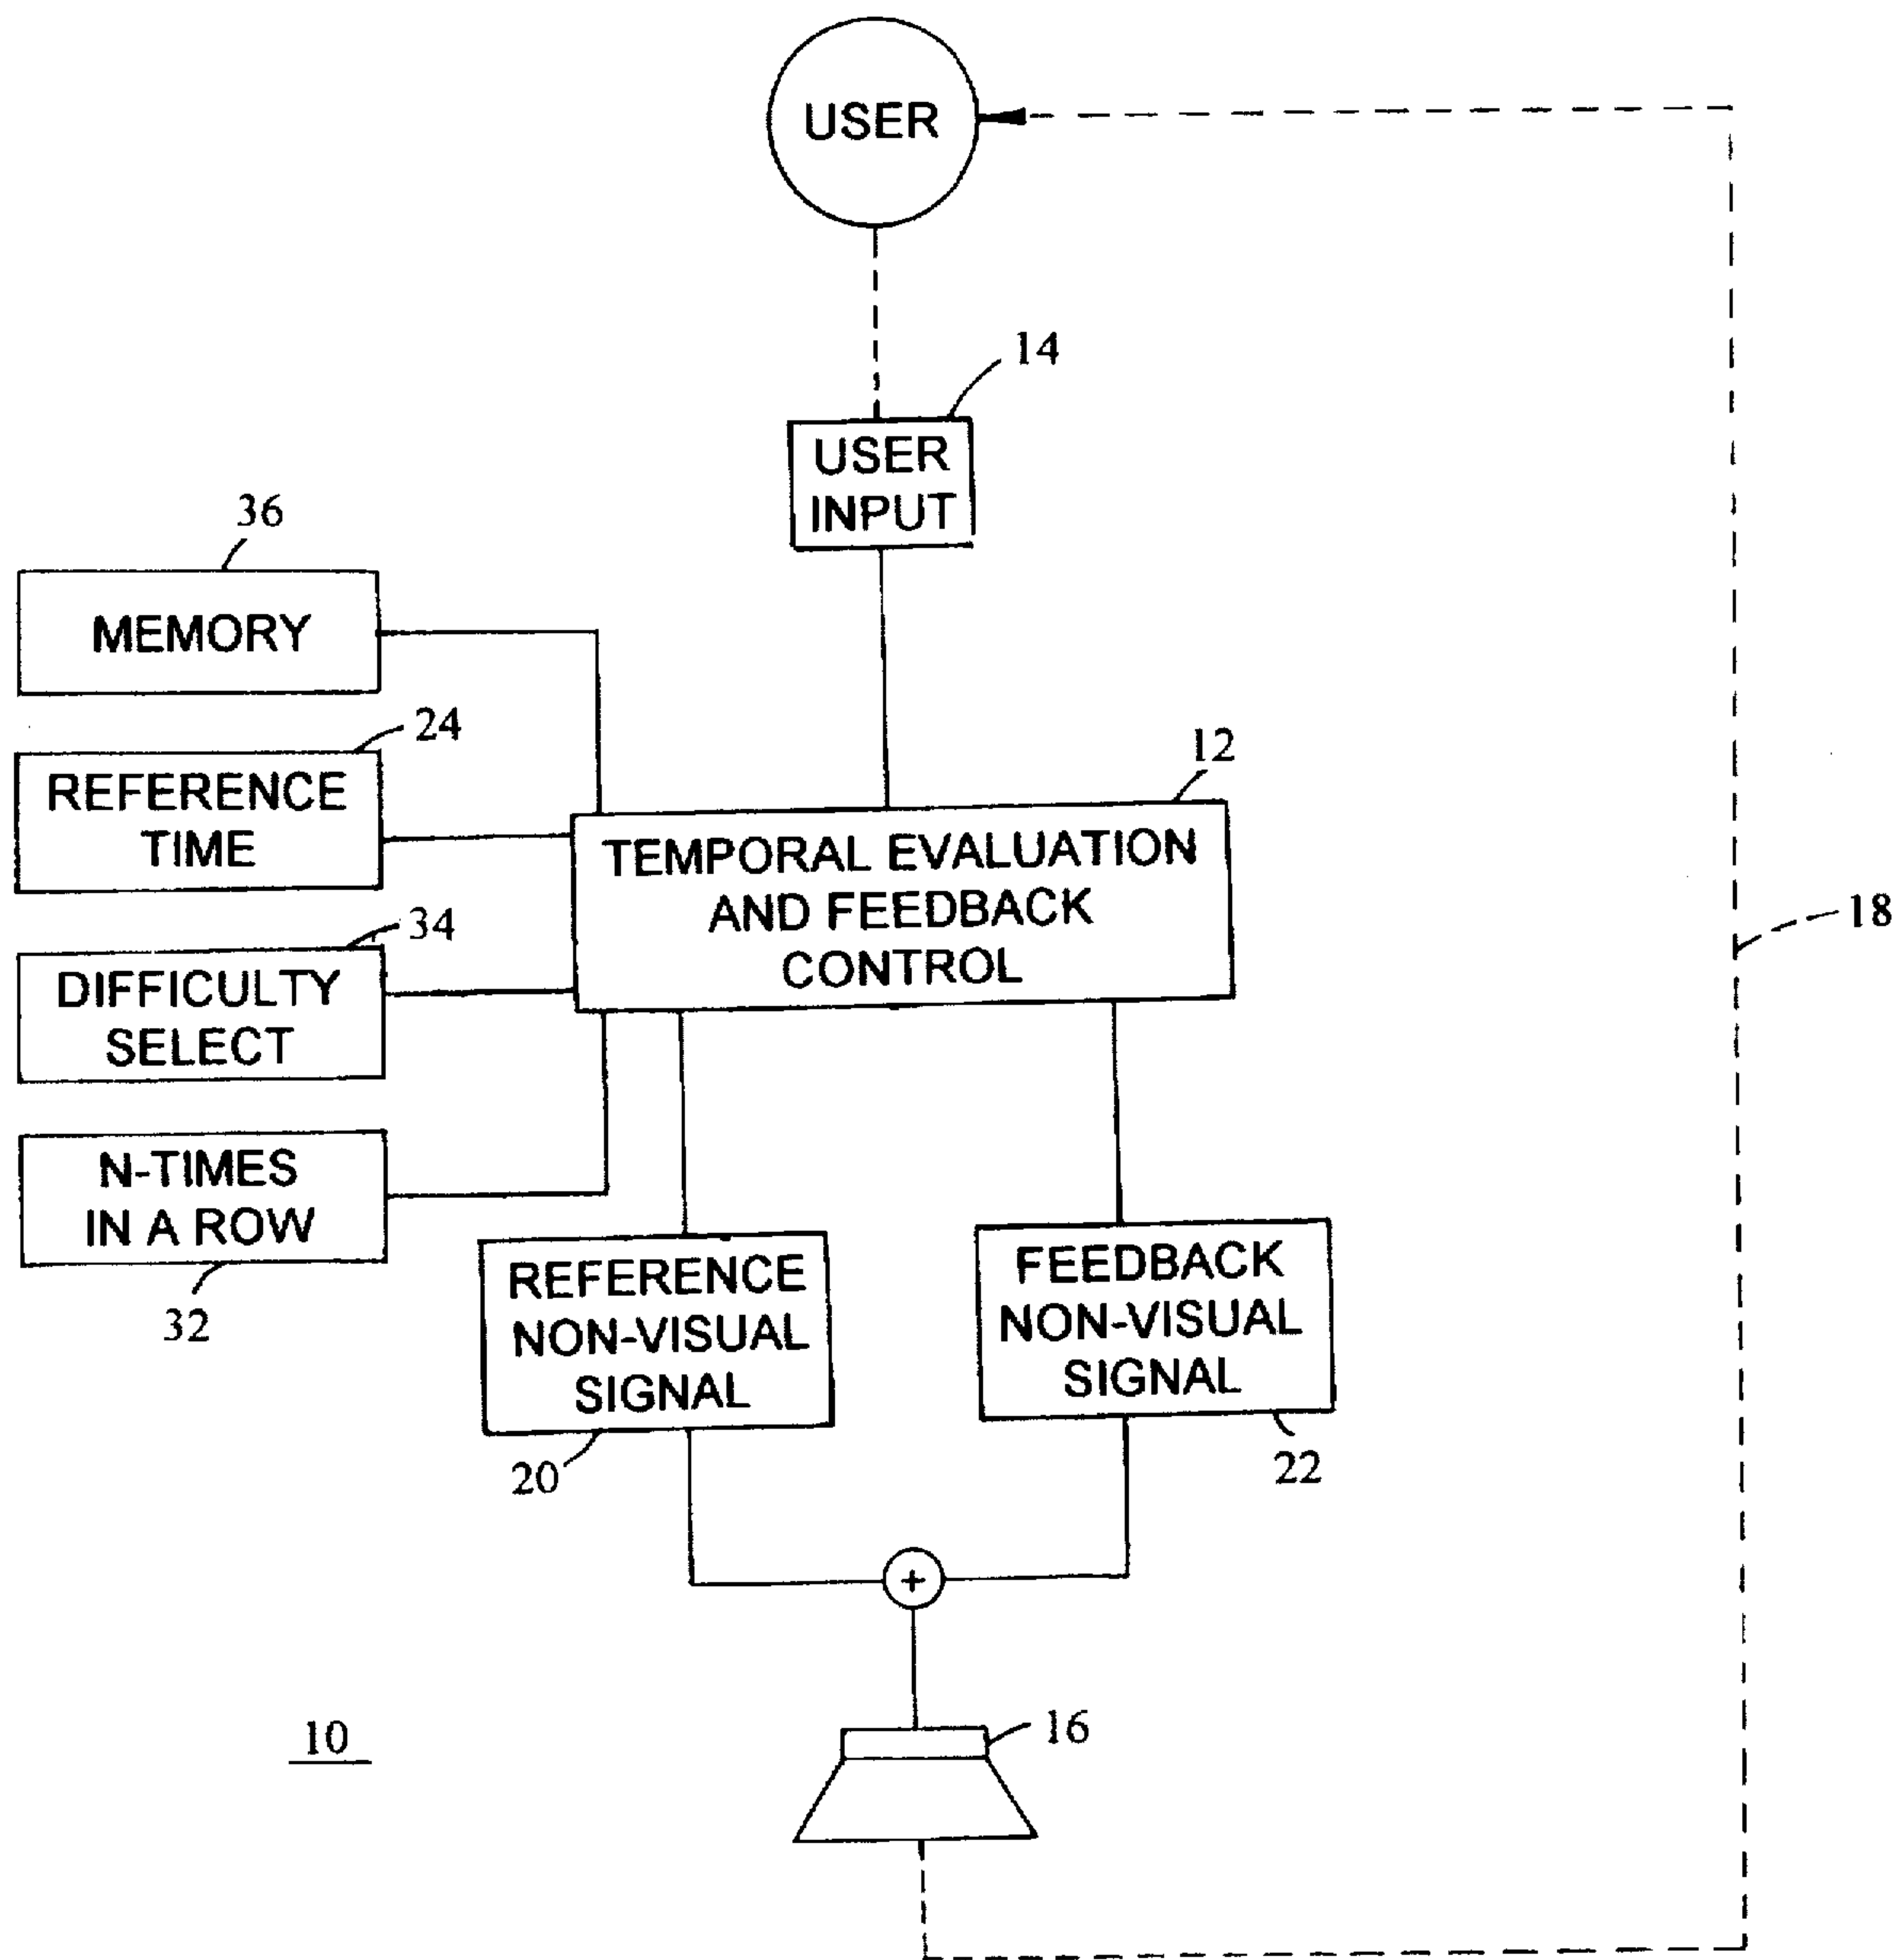 USER
14
USER
INPUT
36
MEMORY
24
REFERENCE
TIME
12
TEMPORAL EVALUATION
AND FEEDBACK
CONTROL
34
DIFFICULTY
SELECT
18
N-TIMES
IN A ROW
32
REFERENCE
NON-VISUAL
SIGNAL
20
FEEDBACK
NON-VISUAL
SIGNAL
22
+
16
10